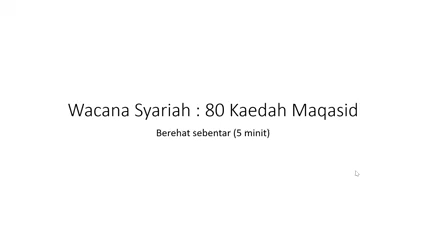 Wacana Syariah : 80 Kaedah Maqasid
Berehat sebentar (5 minit)